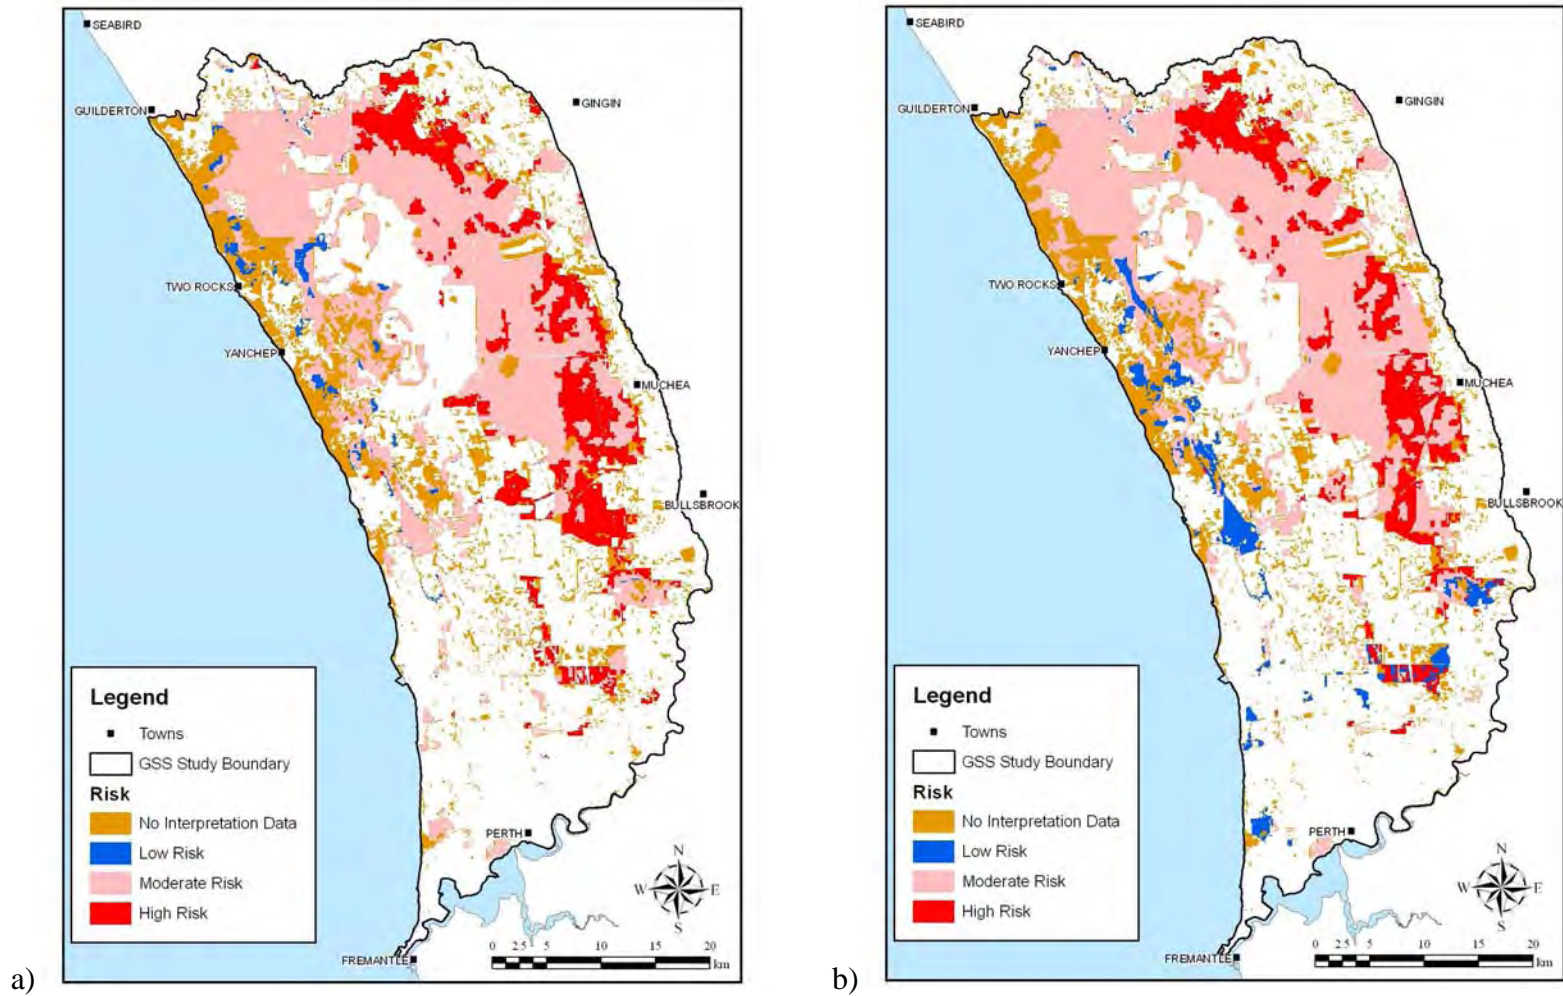 SEABIRD
GUILDERTON
GINGIN
TWO ROCKS
YANCHEP
MUCHEA
BULLSBROOK
Legend
Towns
GSS Study Boundary
Risk
No Interpretation Data
Low Risk
Moderate Risk
High Risk
PERTH
N
W E
S
0 2.5 5 10 15 20
km
FREMANTLE
a)
SEABIRD
GUILDERTON
GINGIN
TWO ROCKS
YANCHEP
MUCHEA
BULLSBROOK
Legend
Towns
GSS Study Boundary
Risk
No Interpretation Data
Low Risk
Moderate Risk
High Risk
PERTH
N
W E
S
0 2.5 5 10 15 20
km
FREMANTLE
b)